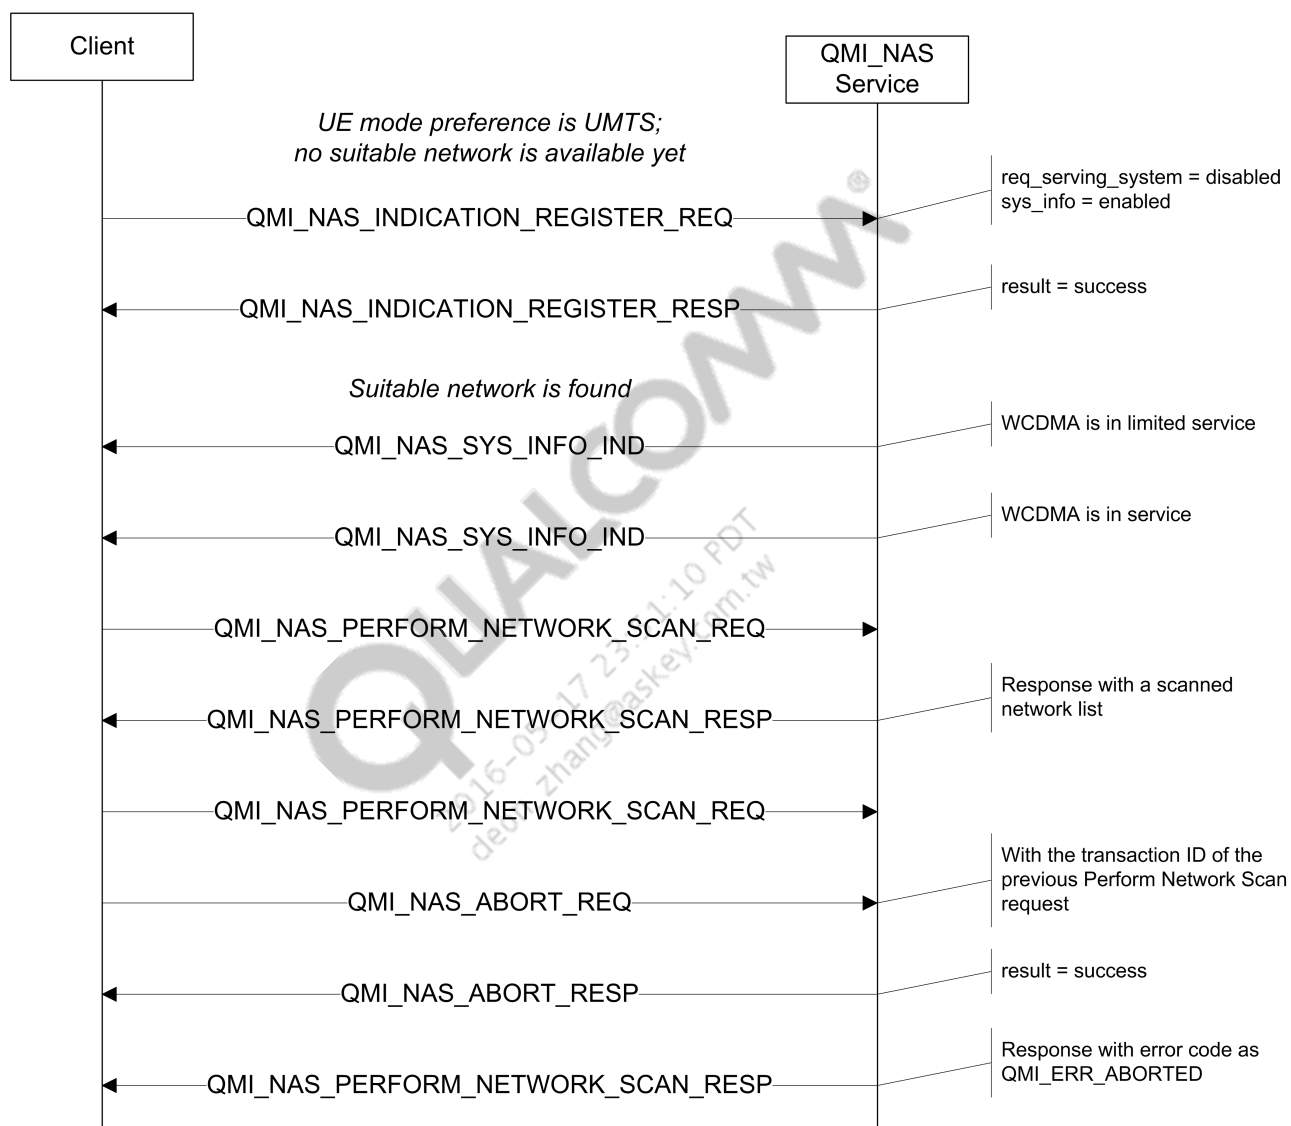 Client
QMI_NAS
Service
UE mode preference is UMTS;
no suitable network is available yet
req_serving_system = disabled
sys_info = enabled
QMI_NAS_INDICATION_REGISTER_REQ
result = success
QMI_NAS_INDICATION_REGISTER_RESP
Suitable network is found
WCDMA is in limited service
QMI_NAS_SYS_INFO_IND
WCDMA is in service
QMI_NAS_SYS_INFO_IND
QMI_NAS_PERFORM_NETWORK_SCAN_REQ
Response with a scanned
network list
QMI_NAS_PERFORM_NETWORK_SCAN_RESP
QMI_NAS_PERFORM_NETWORK_SCAN_REQ
With the transaction ID of the
previous Perform Network Scan
request
QMI_NAS_ABORT_REQ
result = success
QMI_NAS_ABORT_RESP
Response with error code as
QMI_ERR_ABORTED
QMI_NAS_PERFORM_NETWORK_SCAN_RESP
QUALCOMM®
PDT